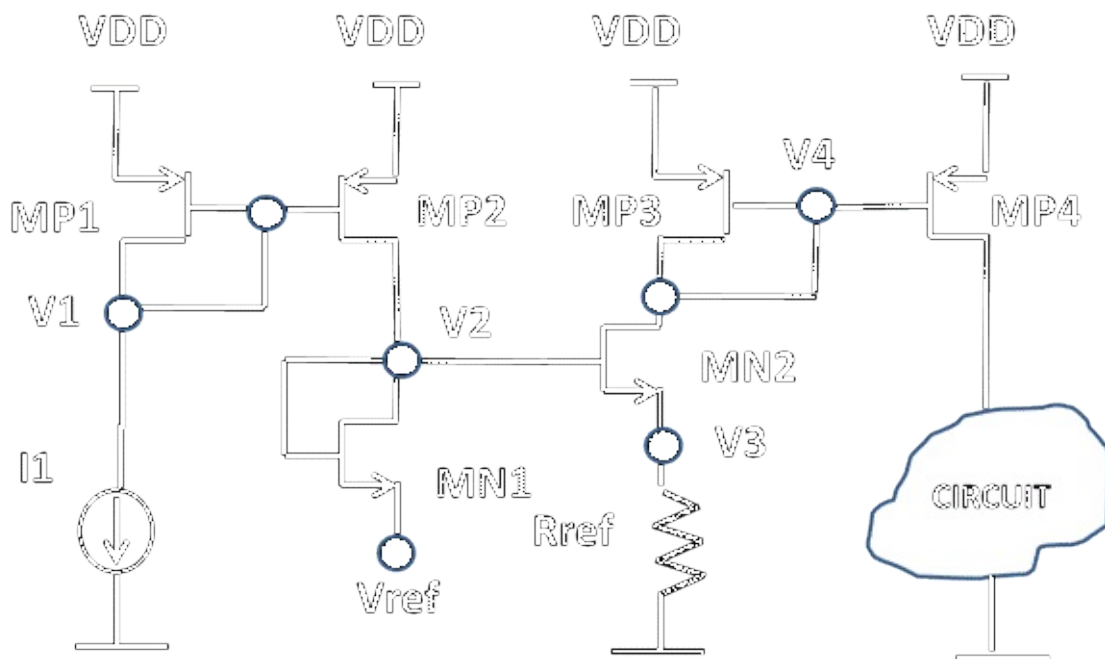 VDD VDD VDD VDD
V4
MP1 MP2 MP3 MP4
V1 V2
MN2
V3
I1 MN1 CIRCUIT
Rref
Vref